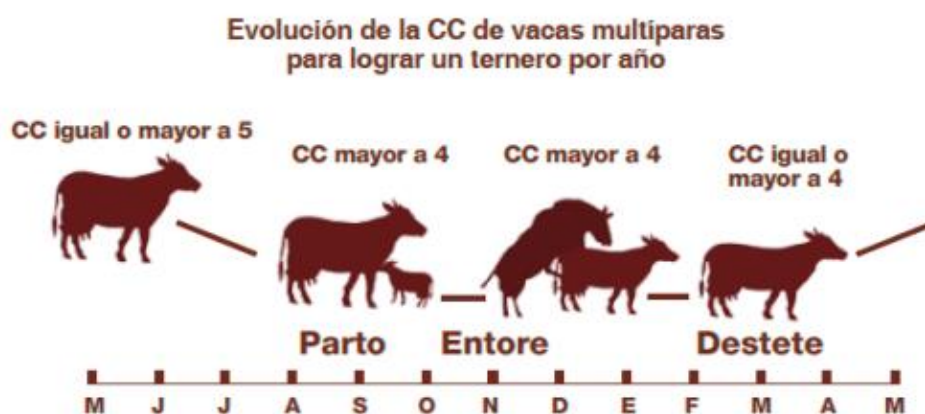 Evolución de la CC de vacas multíparas
para lograr un ternero por año
CC igual o mayor a 5
CC mayor a 4
CC mayor a 4
CC igual o
mayor a 4
Parto
Entore
Destete
M J J A S O N D E F M A M